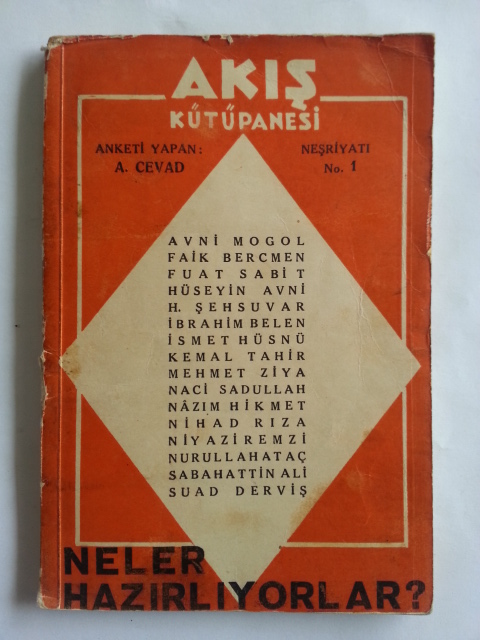 AKIŞ
KÜTÜPANESİ
ANKETİ YAPAN:
A. CEVAD
NEŞRİYATI
No. 1
AVNİ MOGOL
FAİK BERCMEN
FUAT SABİT
HÜSEYİN AVNİ
H. ŞEHSUVAR
İBRAHİM BELEN
İSMET HÜSNÜ
KEMAL TAHİR
MEHMET ZİYA
NACİ SADULLAH
NÂZIM HİKMET
NİHAD RIZA
NİYAZİ REMZİ
NURULLAH ATAÇ
SABAHATTİN ALİ
SUAD DERVİŞ
NELER
HAZIRLIYORLAR?